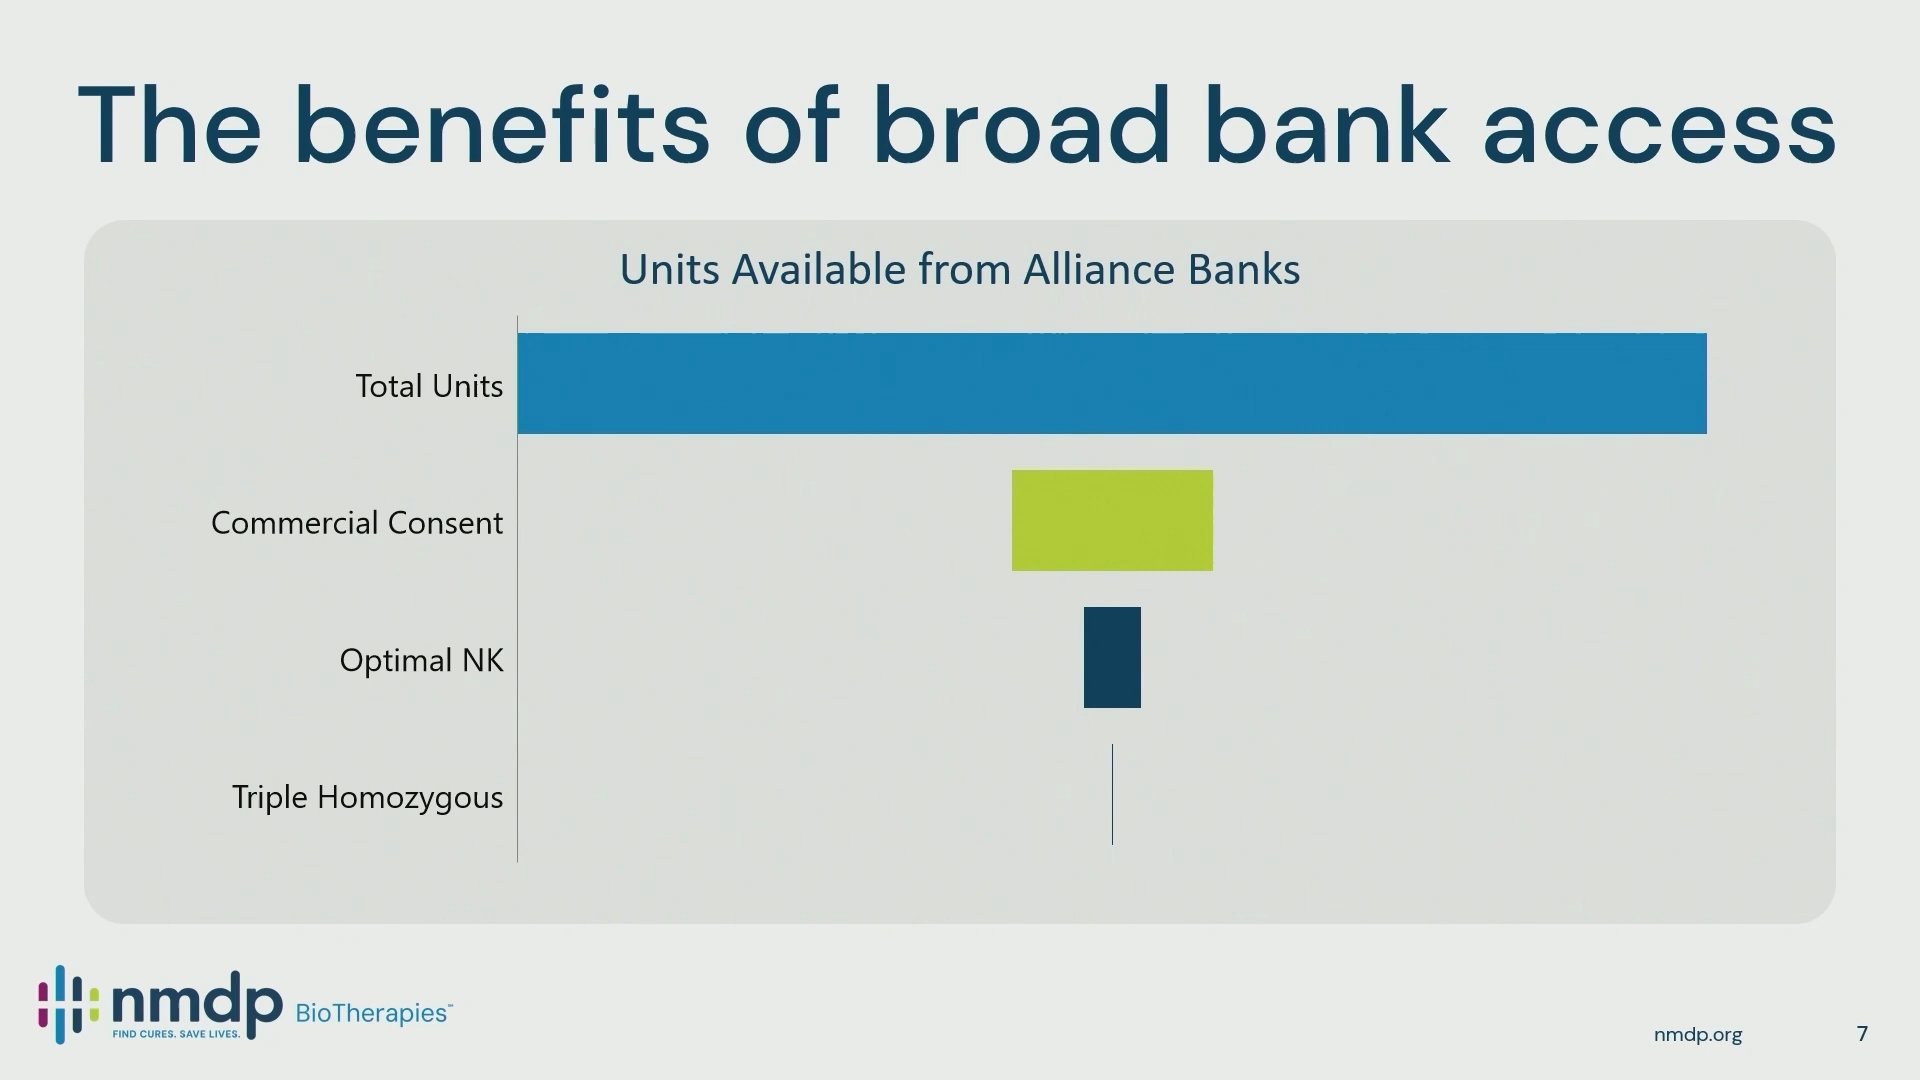 The benefits of broad bank access
Units Available from Alliance Banks
Total Units
Commercial Consent
Optimal NK
Triple Homozygous
nmdp BioTherapies™
FIND CURES. SAVE LIVES.
nmdp.org 7